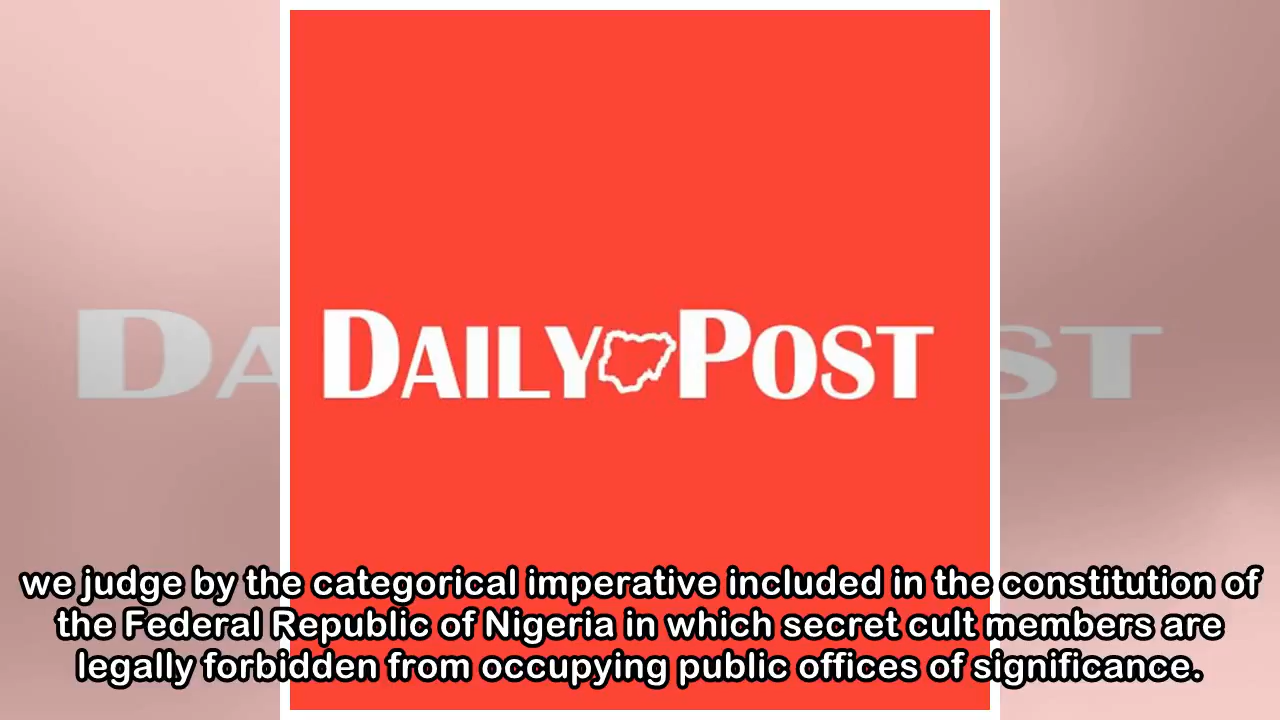 DAILY POST
we judge by the categorical imperative included in the constitution of
the Federal Republic of Nigeria in which secret cult members are
legally forbidden from occupying public offices of significance.